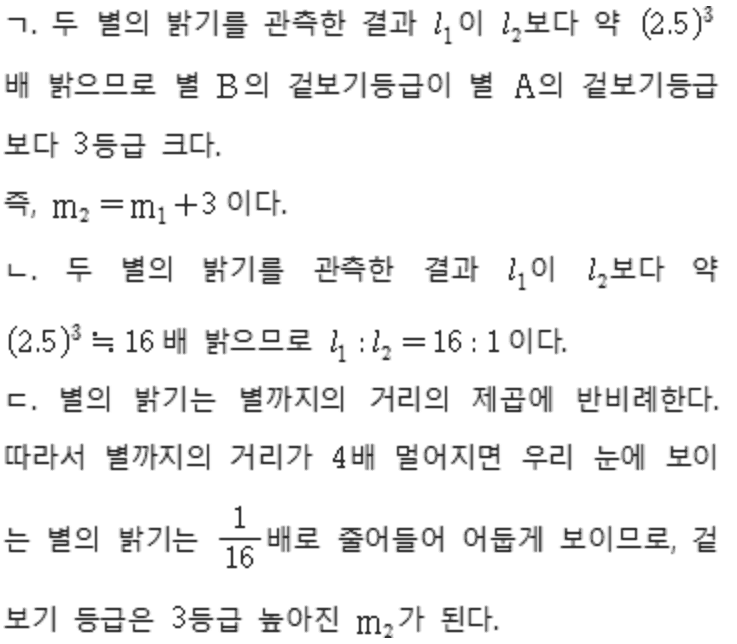 ㄱ. 두 별의 밝기를 관측한 결과 l₁이 l₂보다 약 (2.5)³
배 밝으므로 별 B의 겉보기등급이 별 A의 겉보기등급
보다 3등급 크다.
즉, m₂ = m₁ + 3 이다.
ㄴ. 두 별의 밝기를 관측한 결과 l₁이 l₂보다 약
(2.5)³ ≒ 16 배 밝으므로 l₁ : l₂ = 16 : 1 이다.
ㄷ. 별의 밝기는 별까지의 거리의 제곱에 반비례한다.
따라서 별까지의 거리가 4배 멀어지면 우리 눈에 보이
는 별의 밝기는 1/16 배로 줄어들어 어둡게 보이므로, 겉
보기 등급은 3등급 높아진 m₂가 된다.